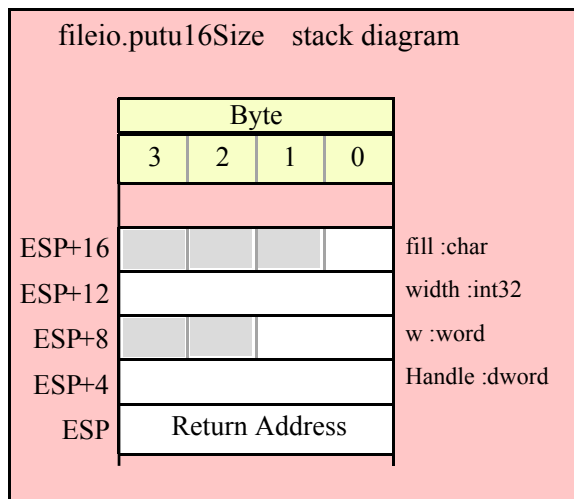 fileio.putu16Size stack diagram
Byte
3 2 1 0
ESP+16 fill :char
ESP+12 width :int32
ESP+8 w :word
ESP+4 Handle :dword
ESP Return Address